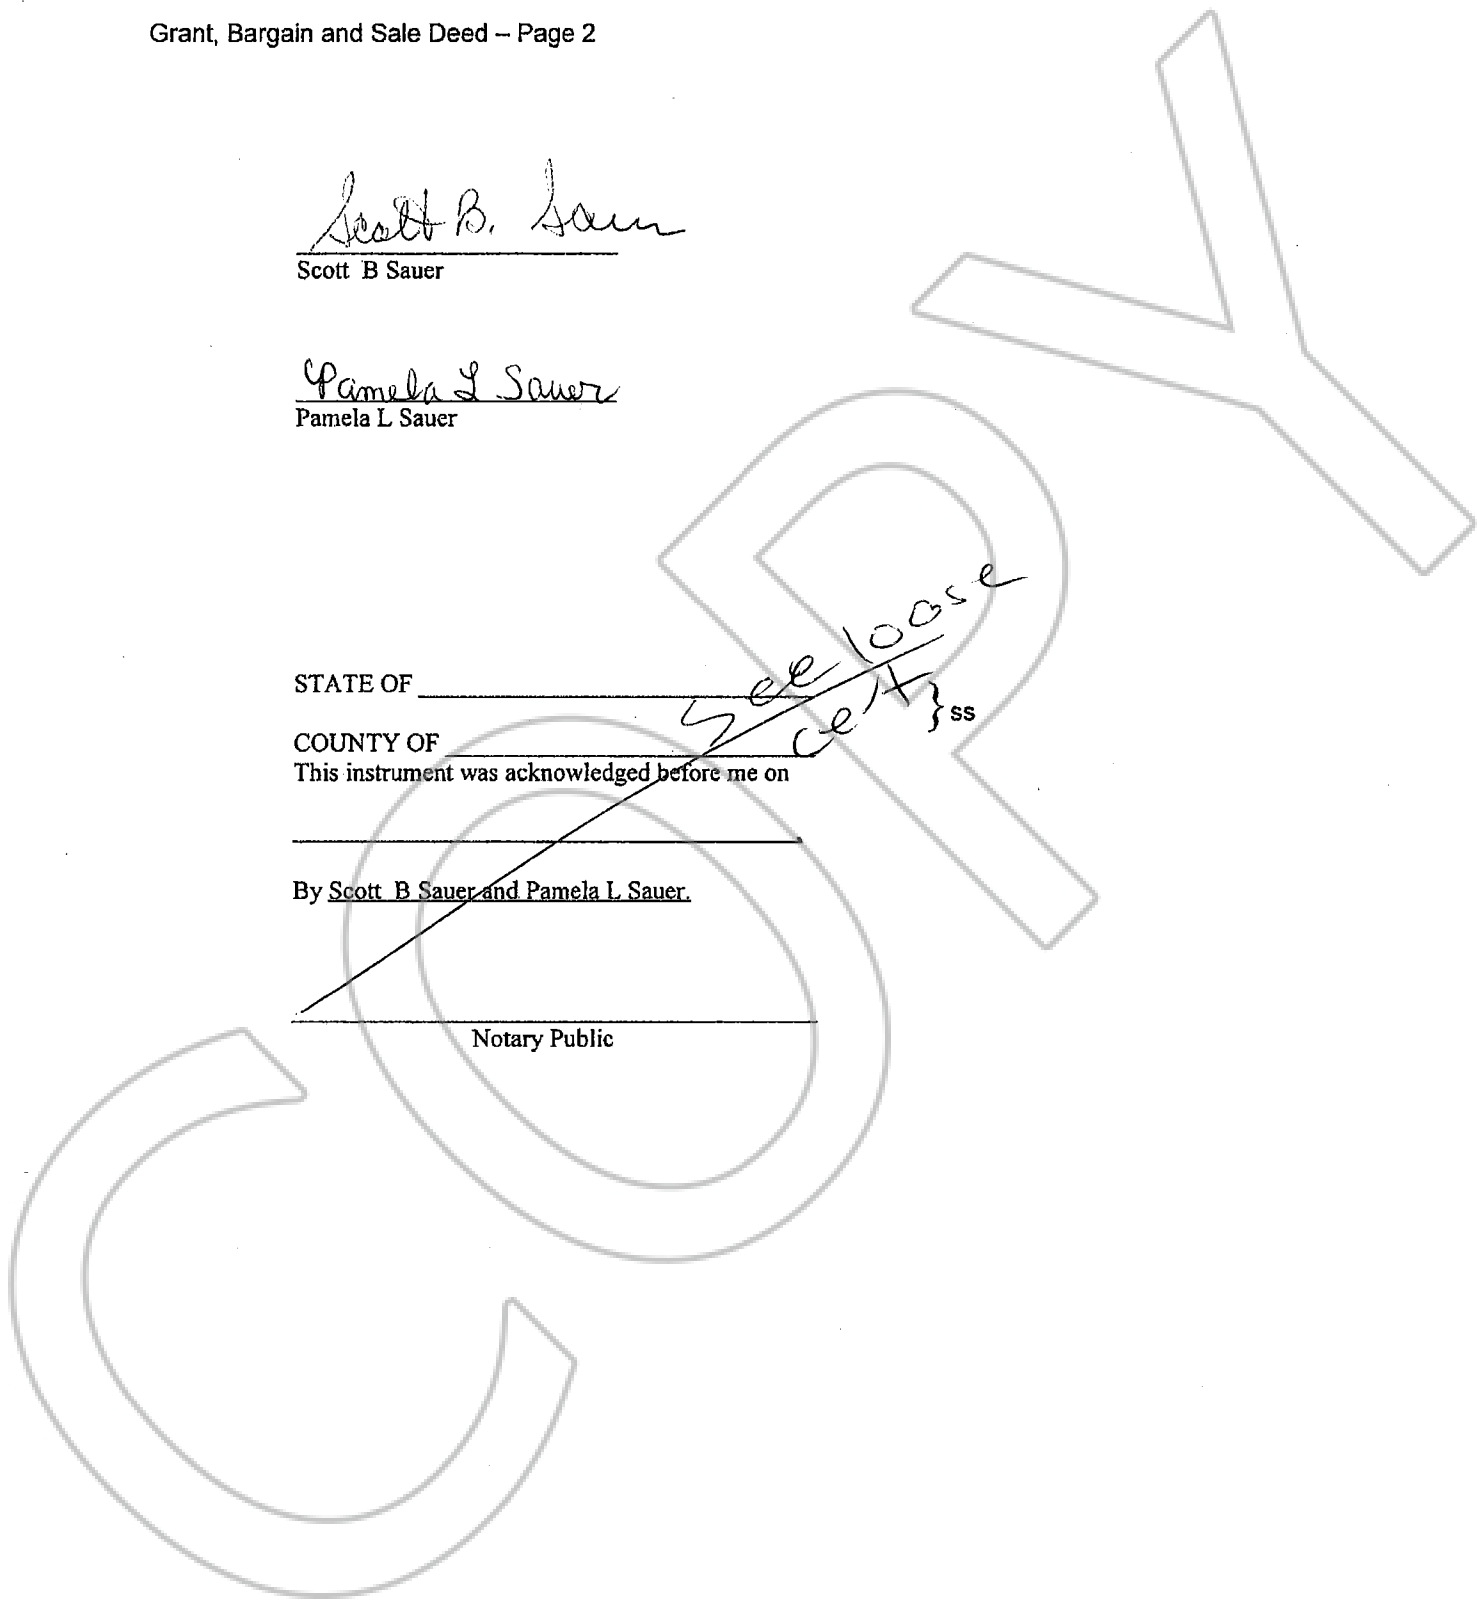 Grant, Bargain and Sale Deed – Page 2
Scott B. Sauer
Scott B Sauer
Pamela L Sauer
Pamela L Sauer
See loose
cert
STATE OF
} ss
COUNTY OF
This instrument was acknowledged before me on
By Scott B Sauer and Pamela L Sauer.
Notary Public
COPY